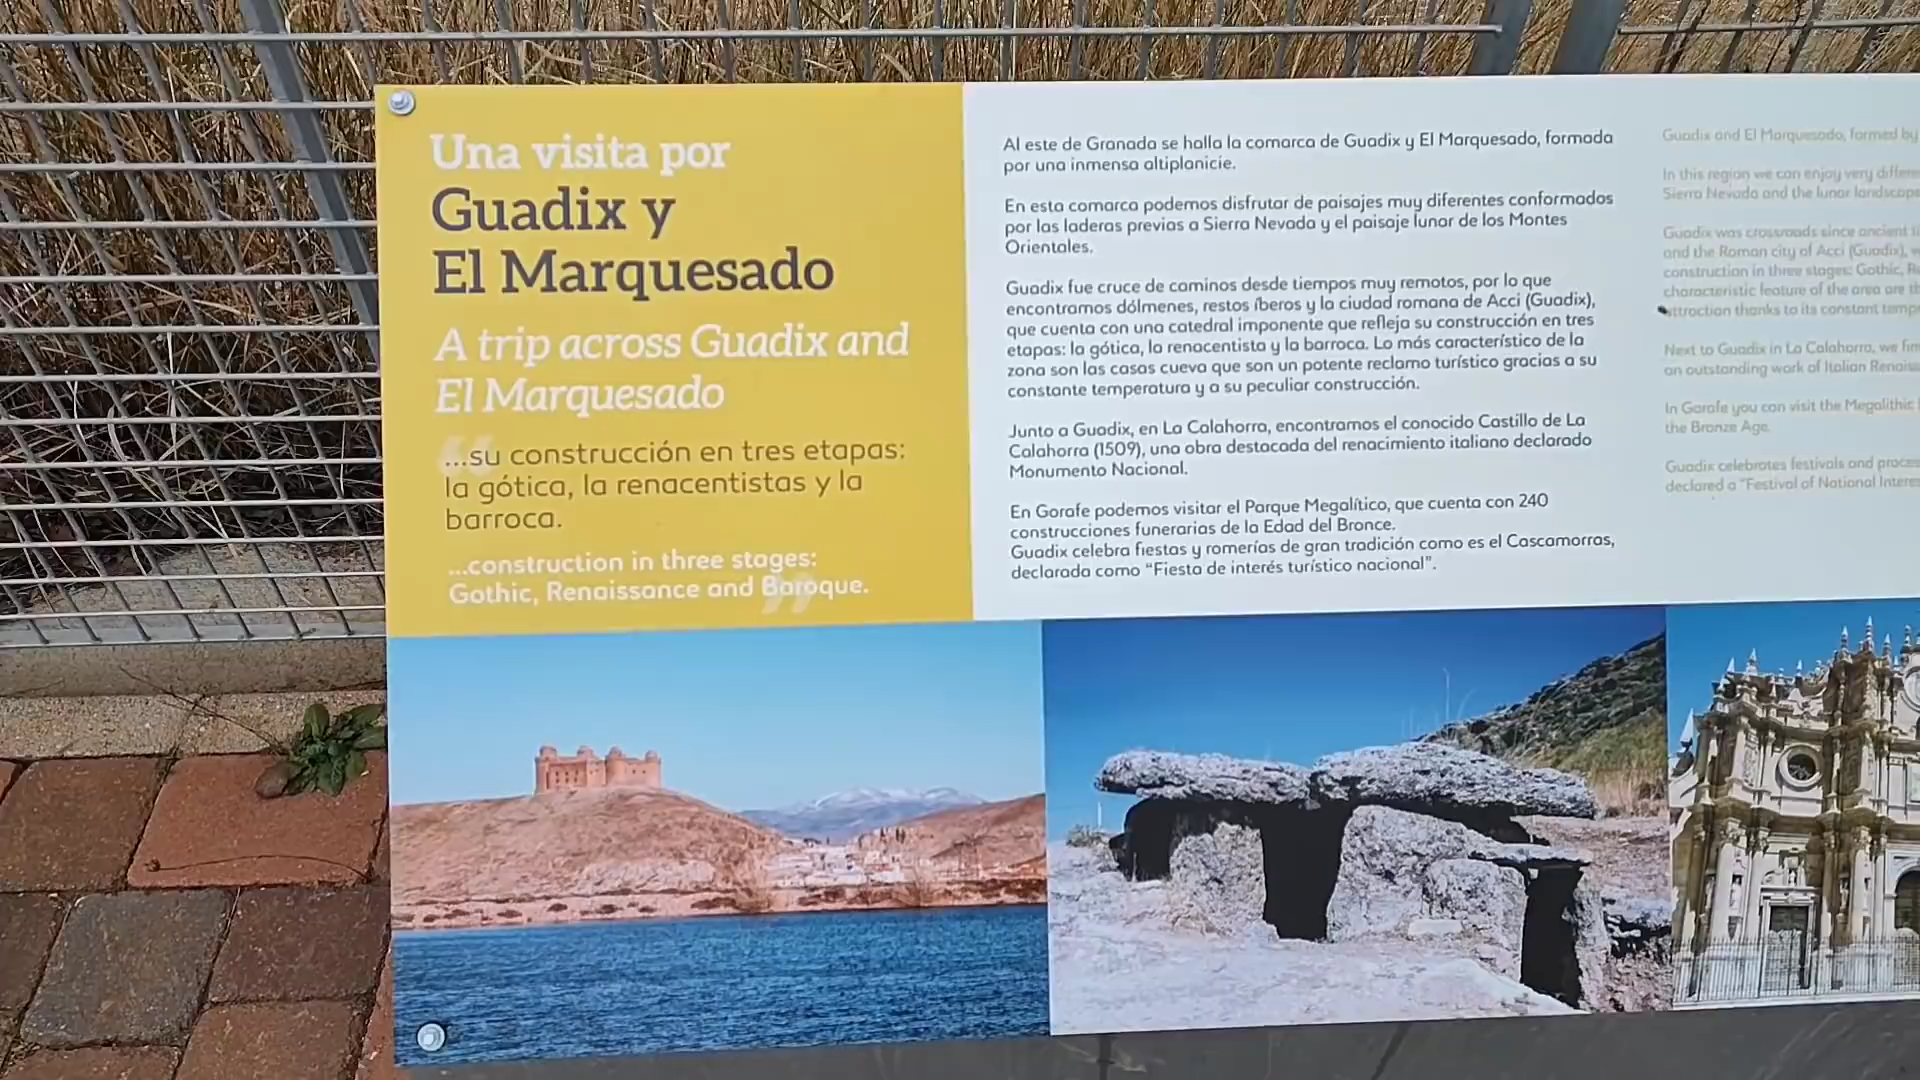 Una visita por
Guadix y
El Marquesado
A trip across Guadix and
El Marquesado
...su construcción en tres etapas:
la gótica, la renacentistas y la
barroca.
...construction in three stages:
Gothic, Renaissance and Baroque.
Al este de Granada se halla la comarca de Guadix y El Marquesado, formada
por una inmensa altiplanicie.
En esta comarca podemos disfrutar de paisajes muy diferentes conformados
por las laderas previas a Sierra Nevada y el paisaje lunar de los Montes
Orientales.
Guadix fue cruce de caminos desde tiempos muy remotos, por lo que
encontramos dólmenes, restos íberos y la ciudad romana de Acci (Guadix),
que cuenta con una catedral imponente que refleja su construcción en tres
etapas: la gótica, la renacentista y la barroca. Lo más característico de la
zona son las casas cueva que son un potente reclamo turístico gracias a su
constante temperatura y a su peculiar construcción.
Junto a Guadix, en La Calahorra, encontramos el conocido Castillo de La
Calahorra (1509), una obra destacada del renacimiento italiano declarado
Monumento Nacional.
En Gorafe podemos visitar el Parque Megalítico, que cuenta con 240
construcciones funerarias de la Edad del Bronce.
Guadix celebra fiestas y romerías de gran tradición como es el Cascamorras,
declarada como "Fiesta de interés turístico nacional".
Guadix and El Marquesado, formed by
In this region we can enjoy very
Sierra Nevada and the lunar
Guadix was crossroads since ancient
and the Roman city of Acci (Guadix),
construction in three stages: Gothic,
characteristic feature of the area are
attraction thanks to its constant
Next to Guadix in La Calahorra, we
an outstanding work of Italian
In Gorafe you can visit the Megalithic
the Bronze Age.
Guadix celebrates festivals and
declared a "Festival of National